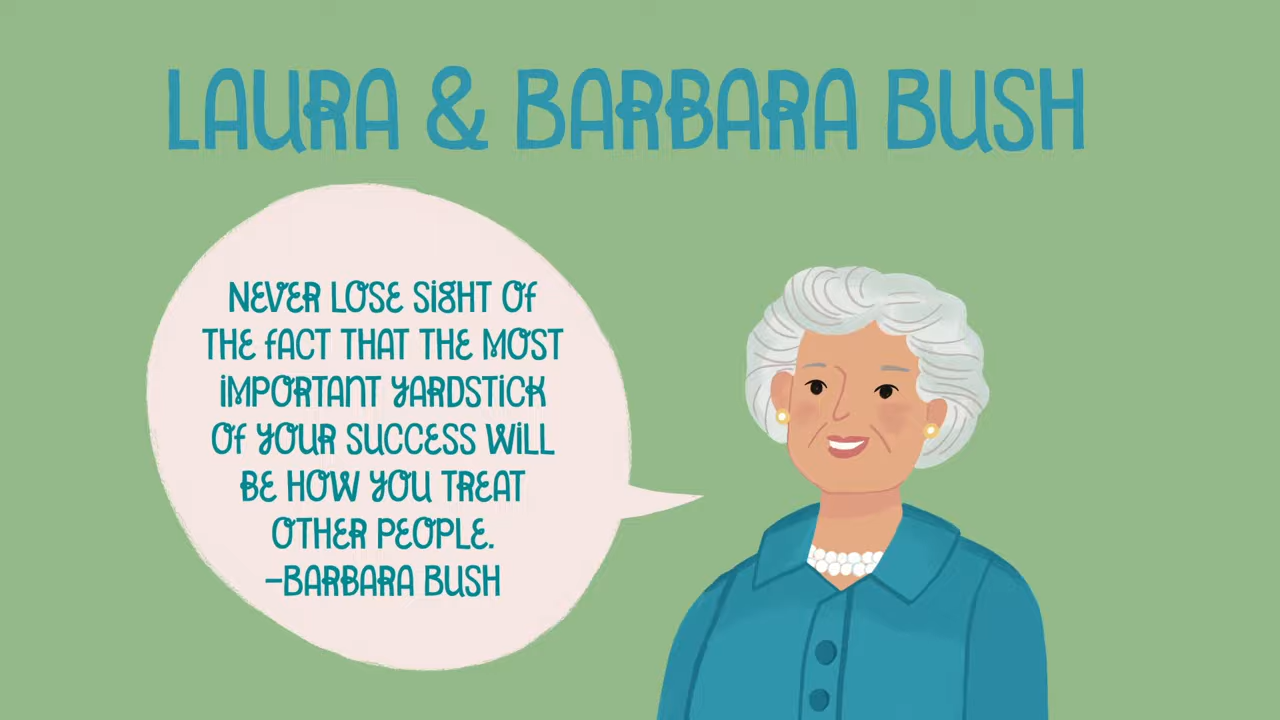 LAURA & BARBARA BUSH
NEVER LOSE SiGHT Of
THE fACT THAT THE MOST
iMPORTANT YARDSTiCK
Of YOUR SUCCESS WiLL
BE HOW YOU TREAT
OTHER PEOPLE.
-BARBARA BUSH